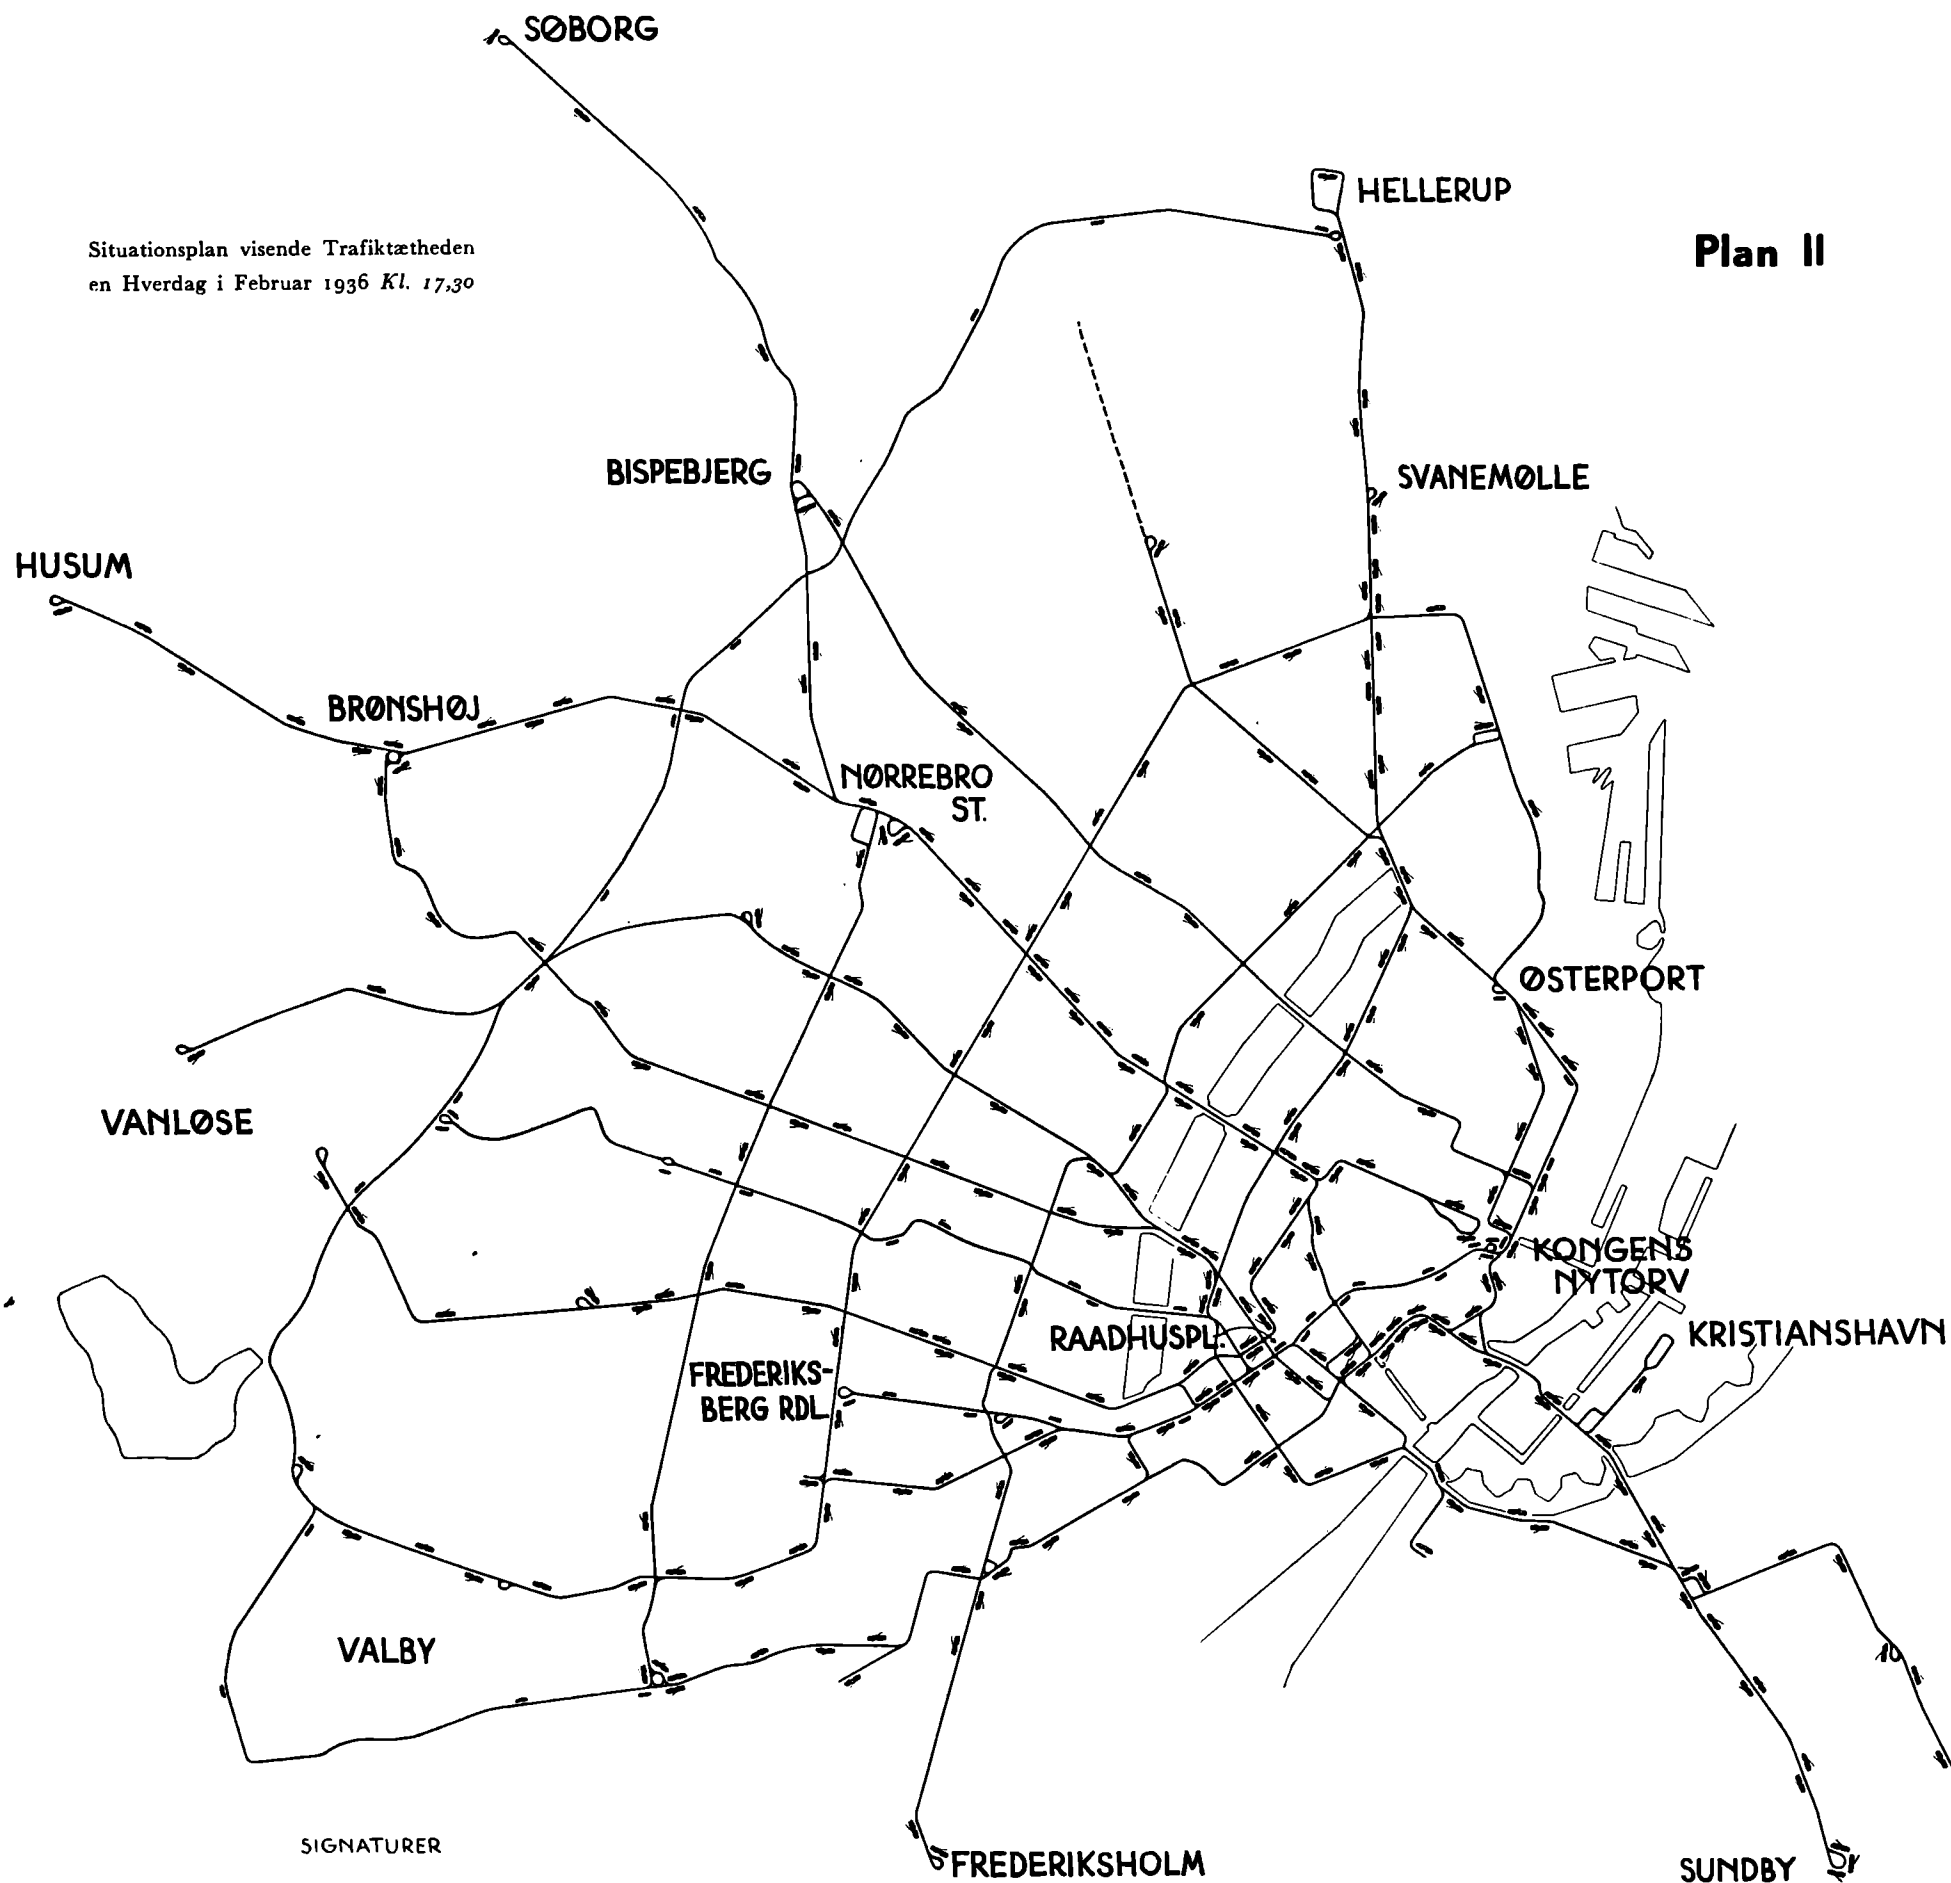 SØBORG
HELLERUP
Plan II
Situationsplan visende Trafiktætheden
en Hverdag i Februar 1936 Kl. 17,30
BISPEBJERG
SVANEMØLLE
HUSUM
BRØNSHØJ
NØRREBRO
ST.
ØSTERPORT
VANLØSE
KONGENS
NYTORV
RAADHUSPL.
KRISTIANSHAVN
FREDERIKS-
BERG RDL.
VALBY
SIGNATURER
FREDERIKSHOLM
SUNDBY